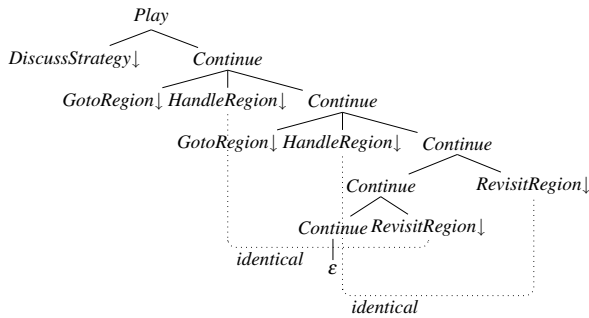 Play
DiscussStrategy↓ Continue
GotoRegion↓ HandleRegion↓ Continue
GotoRegion↓ HandleRegion↓ Continue
Continue RevisitRegion↓
Continue RevisitRegion↓
identical ε
identical